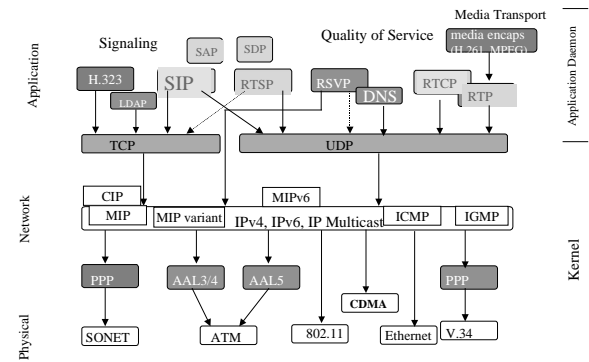 Media Transport
Signaling
Quality of Service
media encaps
(H.261, MPEG)
SAP
SDP
Application
Application Daemon
H.323
SIP
RTSP
RSVP
RTCP
LDAP
DNS
RTP
TCP
UDP
CIP
MIPv6
Network
MIP
MIP variant
IPv4, IPv6, IP Multicast
ICMP
IGMP
Kernel
PPP
AAL3/4
AAL5
PPP
CDMA
Physical
SONET
ATM
802.11
Ethernet
V.34